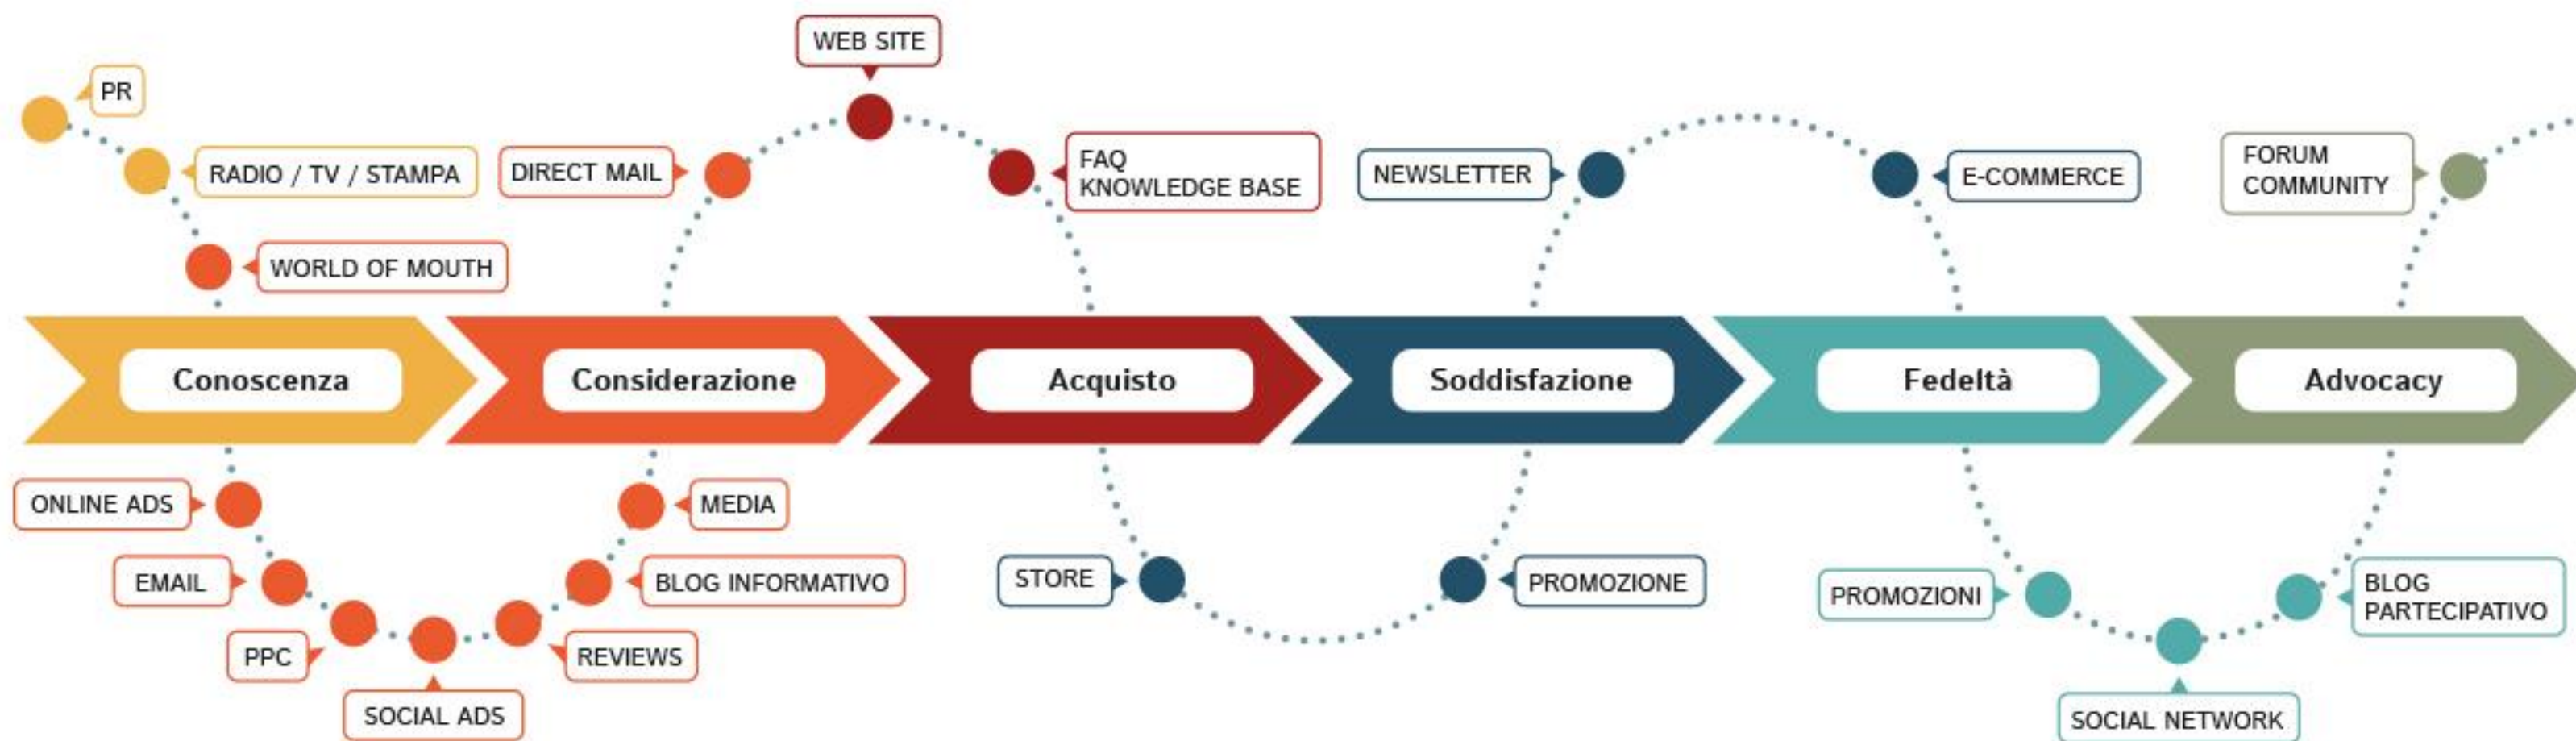 WEB SITE
PR
RADIO / TV / STAMPA
DIRECT MAIL
FAQ
KNOWLEDGE BASE
NEWSLETTER
E-COMMERCE
FORUM
COMMUNITY
WORLD OF MOUTH
Conoscenza
Considerazione
Acquisto
Soddisfazione
Fedeltà
Advocacy
ONLINE ADS
MEDIA
EMAIL
BLOG INFORMATIVO
STORE
PROMOZIONE
PROMOZIONI
BLOG
PARTECIPATIVO
PPC
REVIEWS
SOCIAL ADS
SOCIAL NETWORK